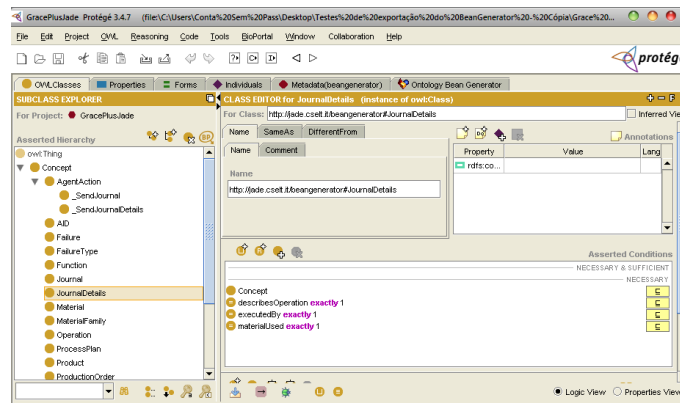 GracePlusJade Protégé 3.4.7 (file:\C:\Users\Conta%20Sem%20Pass\Desktop\Testes%20de%20exportação%20do%20BeanGenerator%20-%20Cópia\Grace%20...
File Edit Project OWL Reasoning Code Tools BioPortal Window Collaboration Help
protég
OWLClasses Properties Forms Individuals Metadata(beangenerator) Ontology Bean Generator
SUBCLASS EXPLORER
CLASS EDITOR for JournalDetails (instance of owl:Class)
For Project: GracePlusJade
For Class: http://jade.cselt.it/beangenerator#JournalDetails
Inferred Vie
Asserted Hierarchy
Name SameAs DifferentFrom
Annotations
Name Comment
Property Value Lang
rdfs:co...
Name
http://jade.cselt.it/beangenerator#JournalDetails
owl:Thing
Concept
AgentAction
_SendJournal
_SendJournalDetails
AID
Failure
FailureType
Function
Journal
JournalDetails
Material
MaterialFamily
Operation
ProcessPlan
Product
ProductionOrder
Asserted Conditions
NECESSARY & SUFFICIENT
NECESSARY
Concept
describesOperation exactly 1
executedBy exactly 1
materialUsed exactly 1
Logic View Properties View